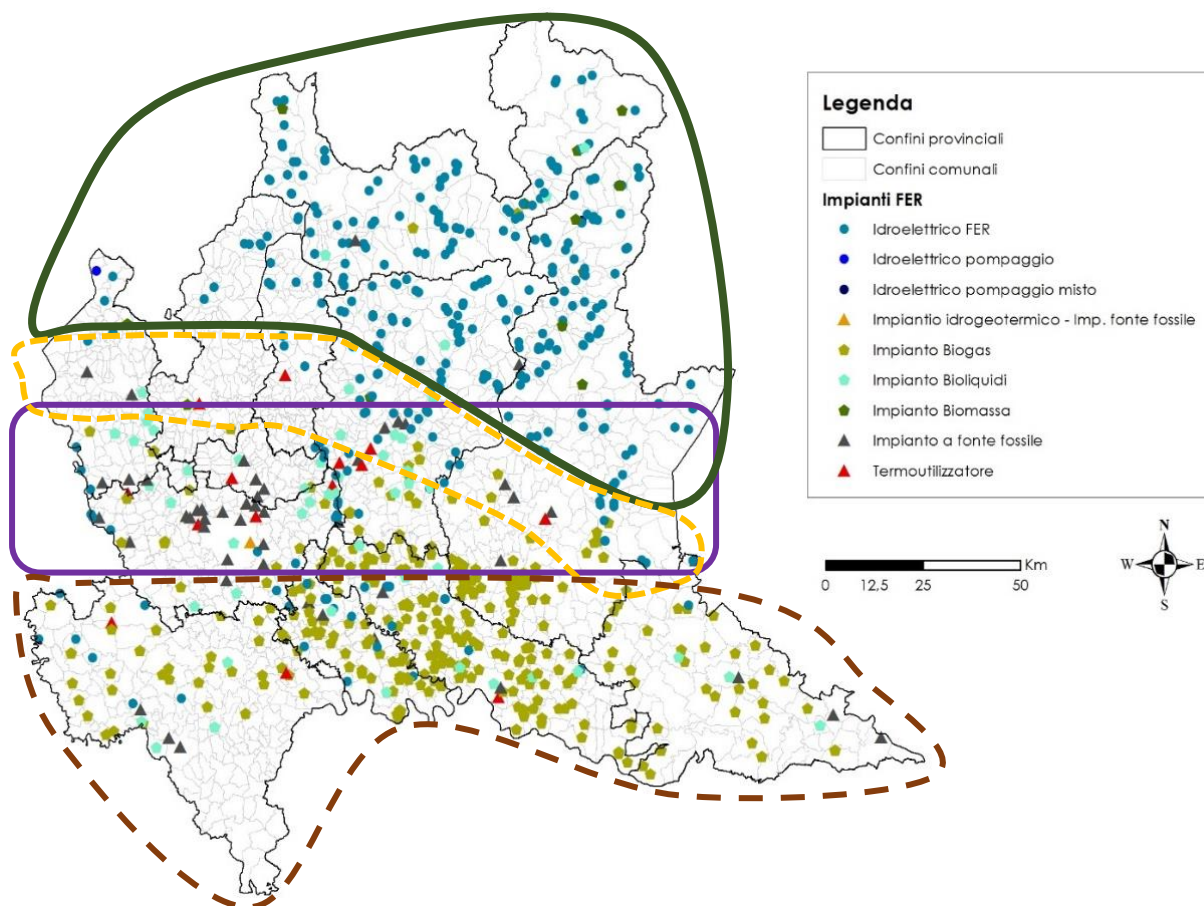 Legenda
Confini provinciali
Confini comunali
Impianti FER
Idroelettrico FER
Idroelettrico pompaggio
Idroelettrico pompaggio misto
Impiantio idrogeotermico - Imp. fonte fossile
Impianto Biogas
Impianto Bioliquidi
Impianto Biomassa
Impianto a fonte fossile
Termoutilizzatore
Km
0 12,5 25 50
N
W E
S